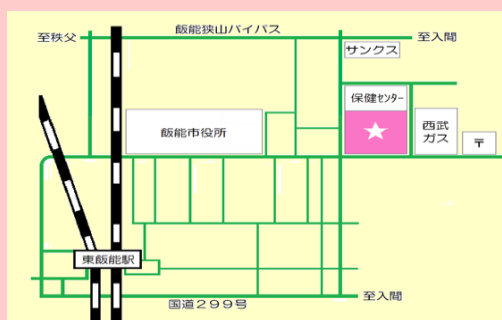 飯能狭山バイパス
至秩父
至入間
サンクス
保健センター
飯能市役所
★
西武
ガス
〒
東飯能駅
国道299号
至入間